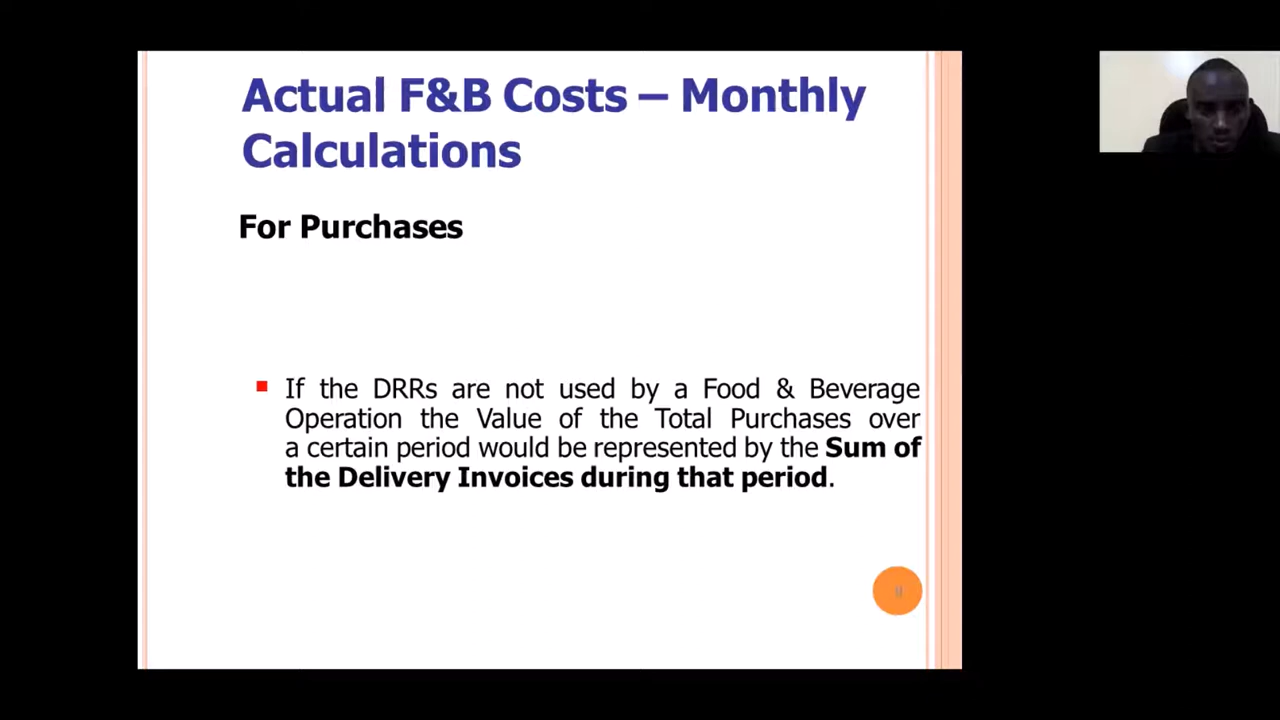 Actual F&B Costs – Monthly
Calculations
For Purchases
If the DRRs are not used by a Food & Beverage
Operation the Value of the Total Purchases over
a certain period would be represented by the Sum of
the Delivery Invoices during that period.